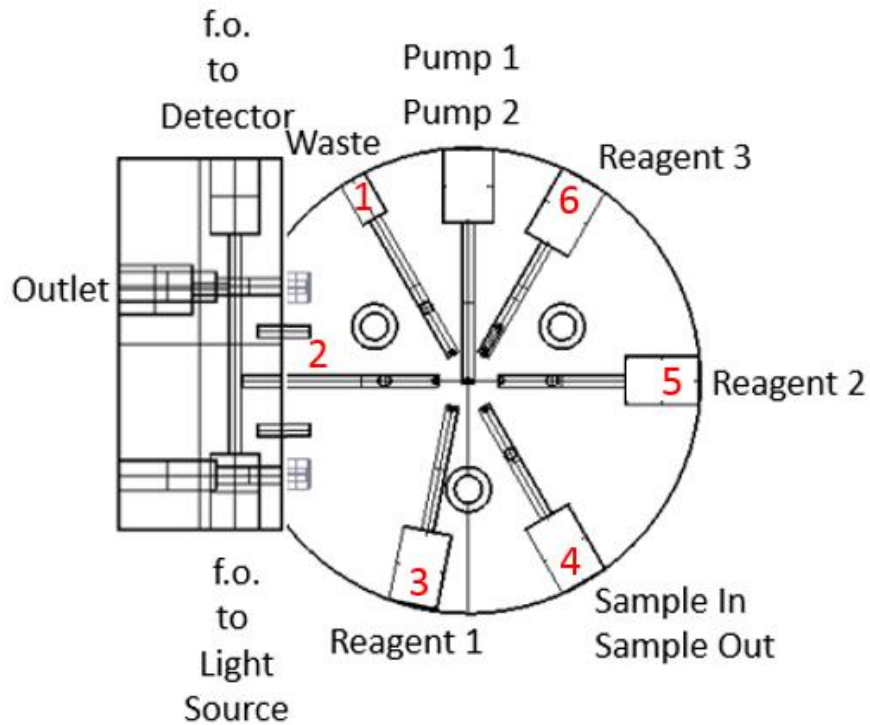 f.o.
to
Detector
Waste
Pump 1
Pump 2
Reagent 3
1
6
Outlet
2
5
Reagent 2
3
4
Reagent 1
Sample In
Sample Out
f.o.
to
Light
Source